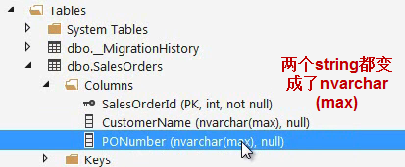 Tables
System Tables
dbo.__MigrationHistory
dbo.SalesOrders
Columns
SalesOrderId (PK, int, not null)
CustomerName (nvarchar(max), null)
PONumber (nvarchar(max), null)
Keys
两个string都变
成了nvarchar
(max)